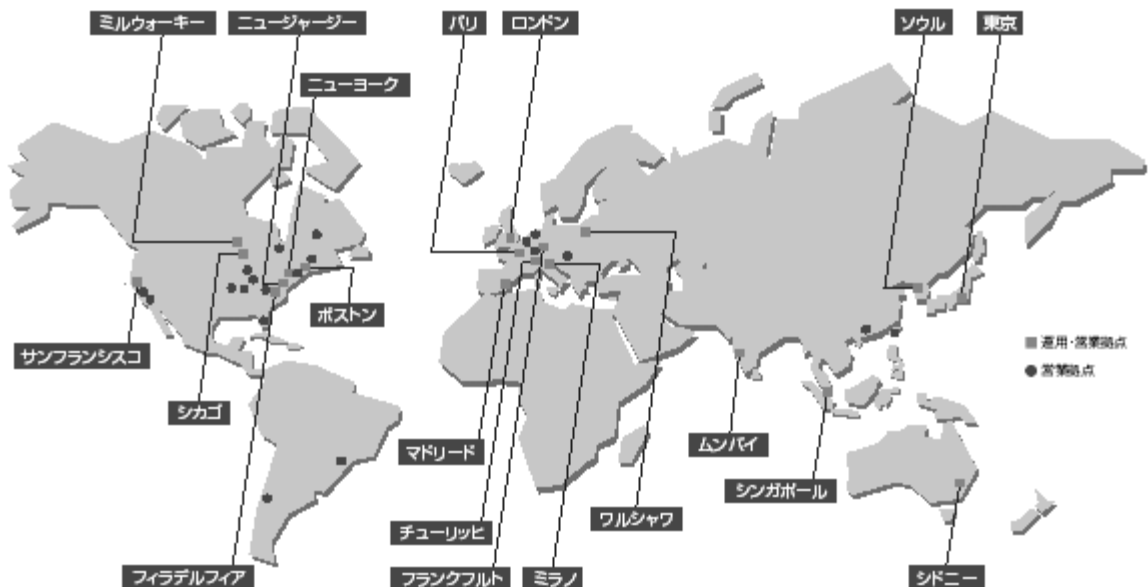 ミルウォーキー
ニュージャージー
パリ
ロンドン
ソウル
東京
ニューヨーク
ボストン
サンフランシスコ
シカゴ
運用・営業拠点
営業拠点
マドリード
ムンバイ
シンガポール
チューリッヒ
ワルシャワ
フィラデルフィア
フランクフルト
ミラノ
シドニー